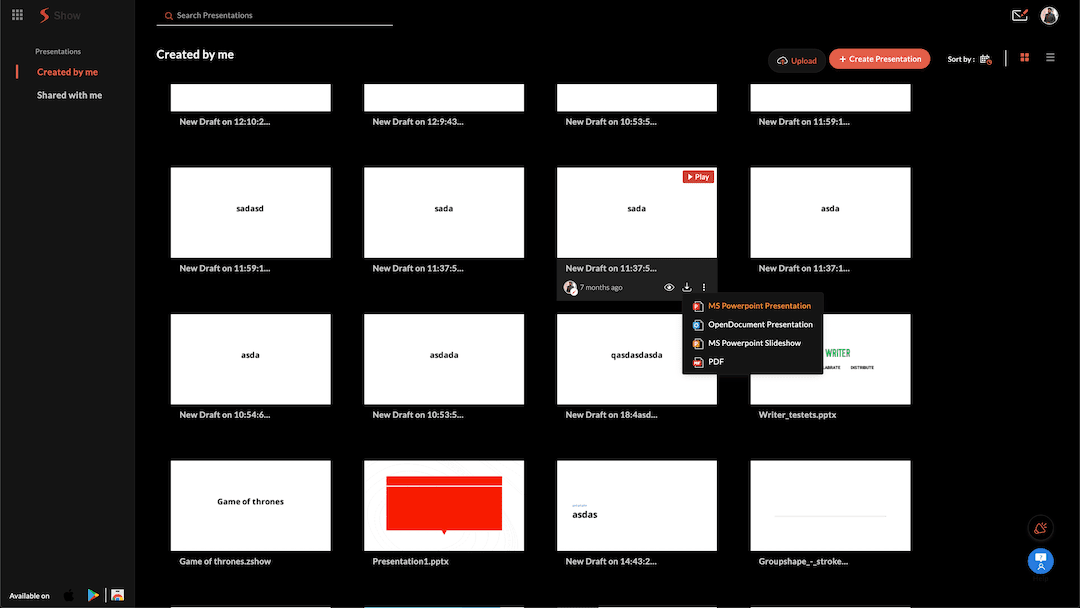 Show
Search Presentations
Presentations
Created by me
Shared with me
Created by me
Upload
+ Create Presentation
Sort by :
New Draft on 12:10:2...
New Draft on 12:9:43...
New Draft on 10:53:5...
New Draft on 11:59:1...
sadasd
sada
Play
sada
asda
New Draft on 11:59:1...
New Draft on 11:37:5...
New Draft on 11:37:5...
New Draft on 11:37:1...
7 months ago
MS Powerpoint Presentation
OpenDocument Presentation
MS Powerpoint Slideshow
PDF
asda
asdada
qasdasdasda
WRITER
DISTRIBUTE
New Draft on 10:54:6...
New Draft on 10:53:5...
New Draft on 18:4asd...
Writer_testets.pptx
Game of thrones
asdas
Game of thrones.zshow
Presentation1.pptx
New Draft on 14:43:2...
Groupshape_-_stroke...
Available on